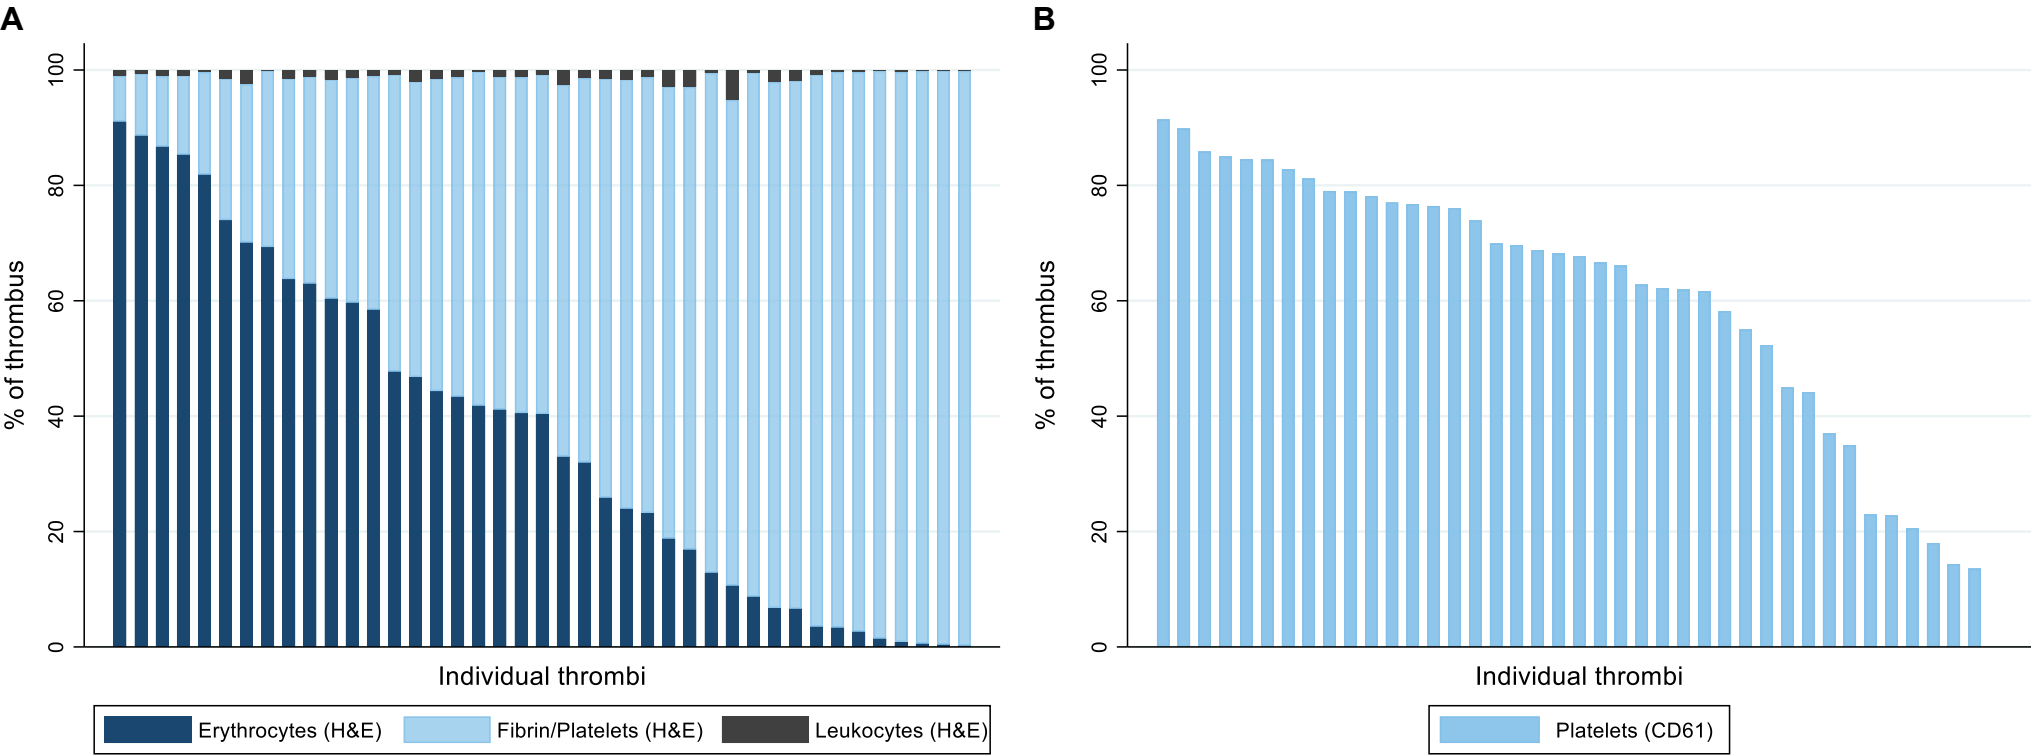 A
% of thrombus
100
80
60
40
20
0
Individual thrombi
Erythrocytes (H&E) Fibrin/Platelets (H&E) Leukocytes (H&E)
B
% of thrombus
100
80
60
40
20
0
Individual thrombi
Platelets (CD61)